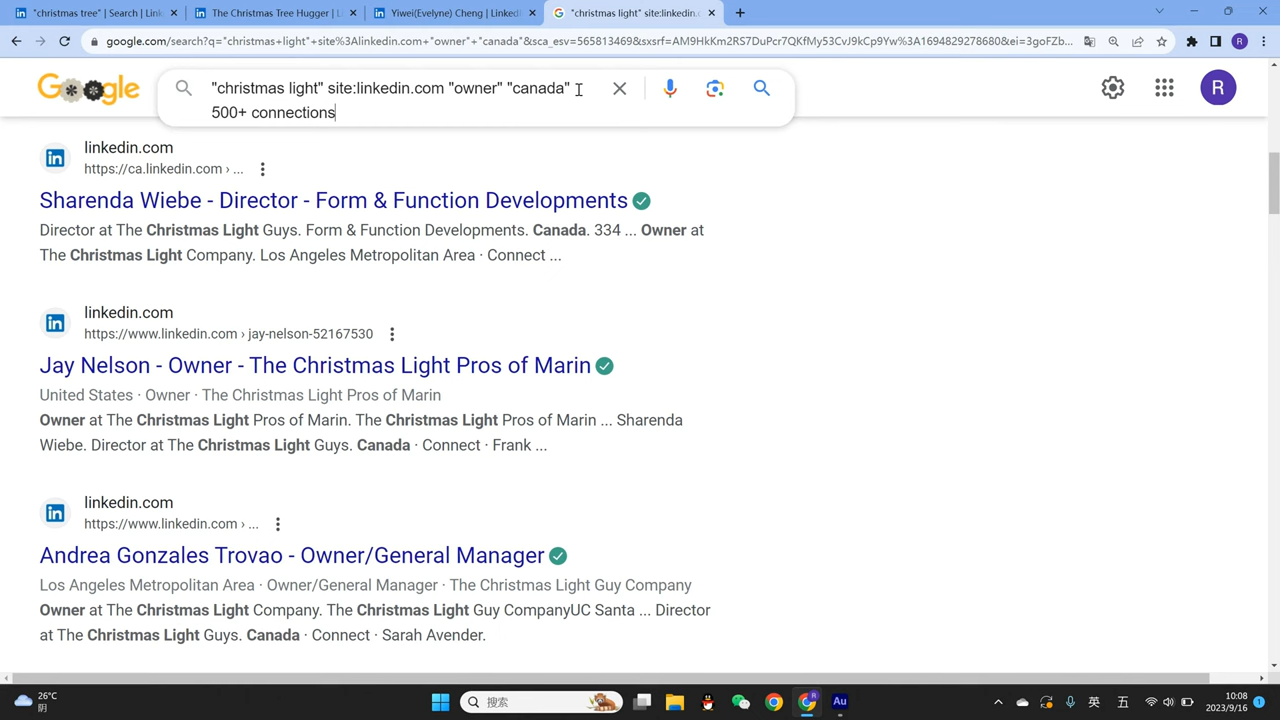 "christmas tree" | Search | Link
The Christmas Tree Hugger | L
Yiwei(Evelyne) Cheng | Linked
"christmas light" site:linkedin.c
google.com/search?q="christmas+light"+site%3Alinkedin.com+"owner"+"canada"&sca_esv=565813469&sxsrf=AM9HkKm2RS7DuPcr7QKfMy53CvJ9kCp9Yw%3A1694829278680&ei=3goFZb...
R
Google
"christmas light" site:linkedin.com "owner" "canada"
500+ connections
R
linkedin.com
https://ca.linkedin.com › ...
Sharenda Wiebe - Director - Form & Function Developments
Director at The Christmas Light Guys. Form & Function Developments. Canada. 334 ... Owner at
The Christmas Light Company. Los Angeles Metropolitan Area · Connect ...
linkedin.com
https://www.linkedin.com › jay-nelson-52167530
Jay Nelson - Owner - The Christmas Light Pros of Marin
United States · Owner · The Christmas Light Pros of Marin
Owner at The Christmas Light Pros of Marin. The Christmas Light Pros of Marin ... Sharenda
Wiebe. Director at The Christmas Light Guys. Canada · Connect · Frank ...
linkedin.com
https://www.linkedin.com › ...
Andrea Gonzales Trovao - Owner/General Manager
Los Angeles Metropolitan Area · Owner/General Manager · The Christmas Light Guy Company
Owner at The Christmas Light Company. The Christmas Light Guy CompanyUC Santa ... Director
at The Christmas Light Guys. Canada · Connect · Sarah Avender.
26°C
阴
搜索
Au
英
五
10:08
2023/9/16